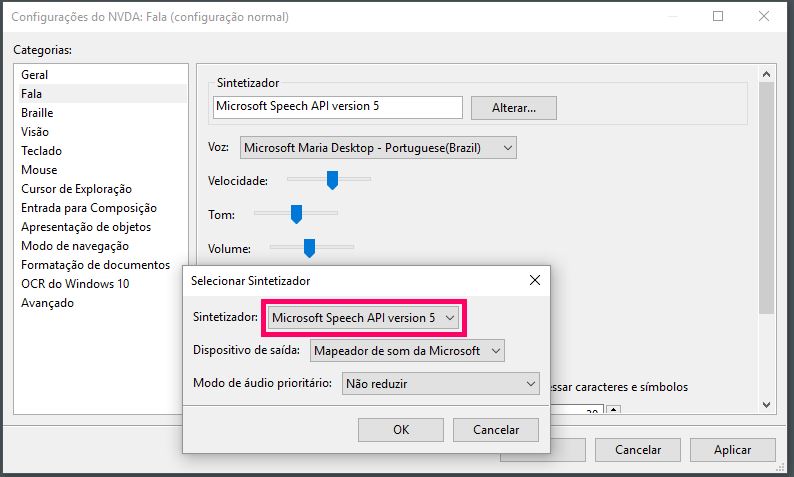 Configurações do NVDA: Fala (configuração normal)
Categorias:
Geral
Fala
Braille
Visão
Teclado
Mouse
Cursor de Exploração
Entrada para Composição
Apresentação de objetos
Modo de navegação
Formatação de documentos
OCR do Windows 10
Avançado
Sintetizador
Microsoft Speech API version 5
Alterar...
Voz: Microsoft Maria Desktop - Portuguese(Brazil)
Velocidade:
Tom:
Volume:
Selecionar Sintetizador
Sintetizador: Microsoft Speech API version 5
Dispositivo de saída: Mapeador de som da Microsoft
Modo de áudio prioritário: Não reduzir
OK Cancelar
essar caracteres e símbolos
Cancelar Aplicar